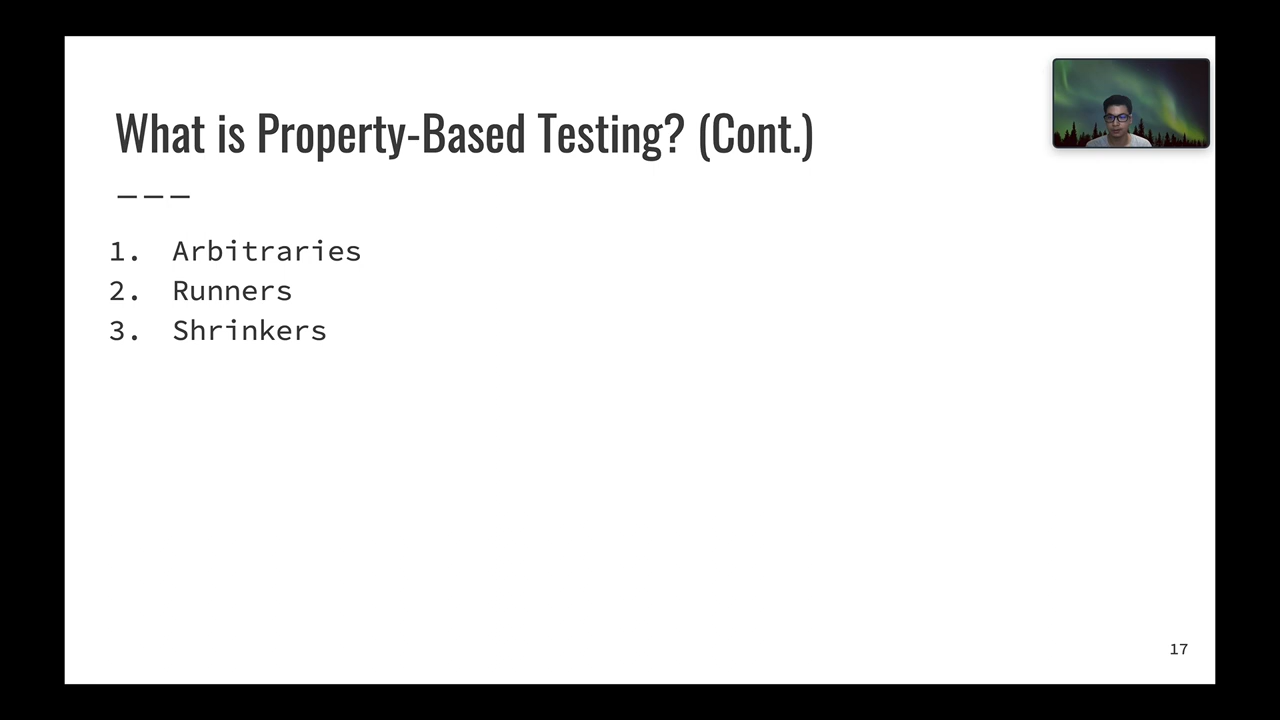 What is Property-Based Testing? (Cont.)
1. Arbitraries
2. Runners
3. Shrinkers
17